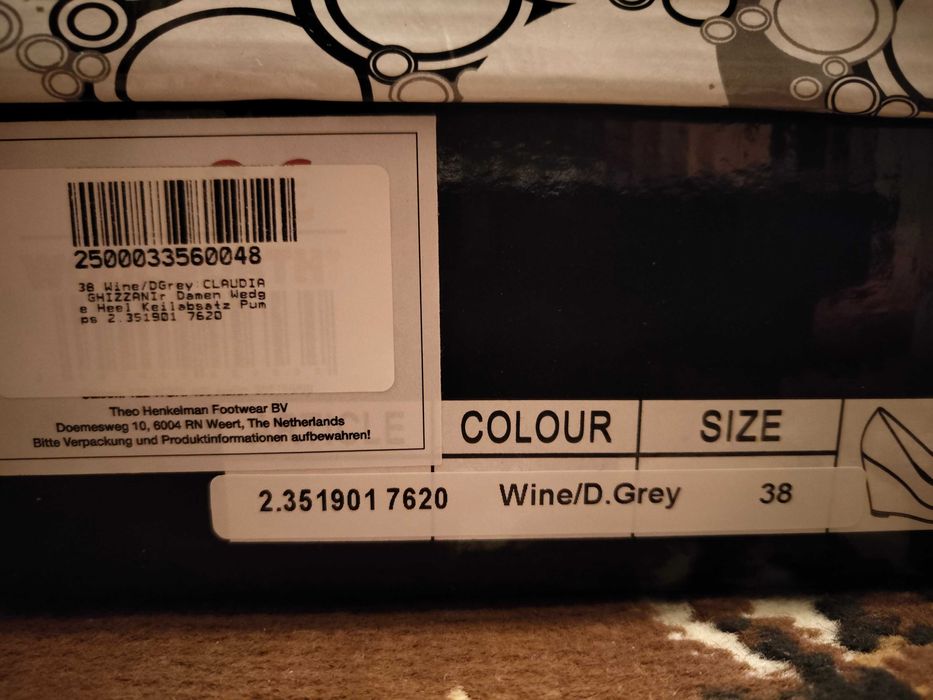 2500033560048
38 Wine/DGrey CLAUDIA
GHIZZANIr Damen Wedg
e Heel Keilabsatz Pum
ps 2.351901 7620
Theo Henkelman Footwear BV
Doemesweg 10, 6004 RN Weert, The Netherlands
Bitte Verpackung und Produktinformationen aufbewahren!
COLOUR SIZE
2.351901 7620 Wine/D.Grey 38